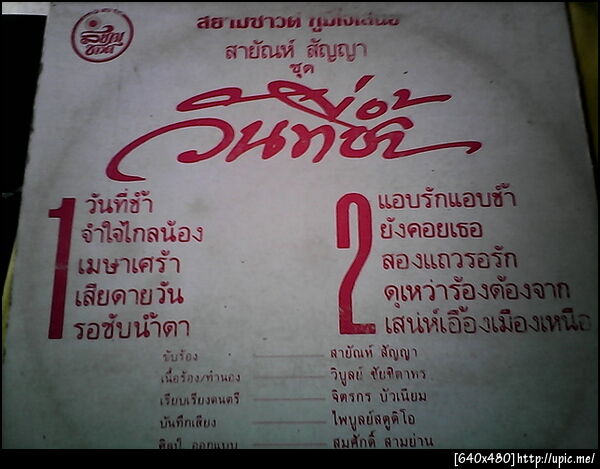 สยามซาวด์ ภูมิใจเสนอ
สายัณห์ สัญญา
ชุด
วันที่ช้ำ
1
วันที่ช้ำ
จำใจไกลน้อง
เมษาเศร้า
เสียดายวัน
รอซับน้ำตา
2
แอบรักแอบช้ำ
ยังคอยเธอ
สองแถวรอรัก
ดุเหว่าร้องต้องจาก
เสน่ห์เอื้องเมืองเหนือ
ขับร้อง สายัณห์ สัญญา
เนื้อร้อง/ทำนอง วิบูลย์ ชัยชิดาทร
เรียบเรียงดนตรี จิตรกร บัวเนียม
บันทึกเสียง ไพบูลย์สตูดิโอ
ศิลป์ ออกแบบ สมศักดิ์ สามย่าน
[640x480]http://upic.me/